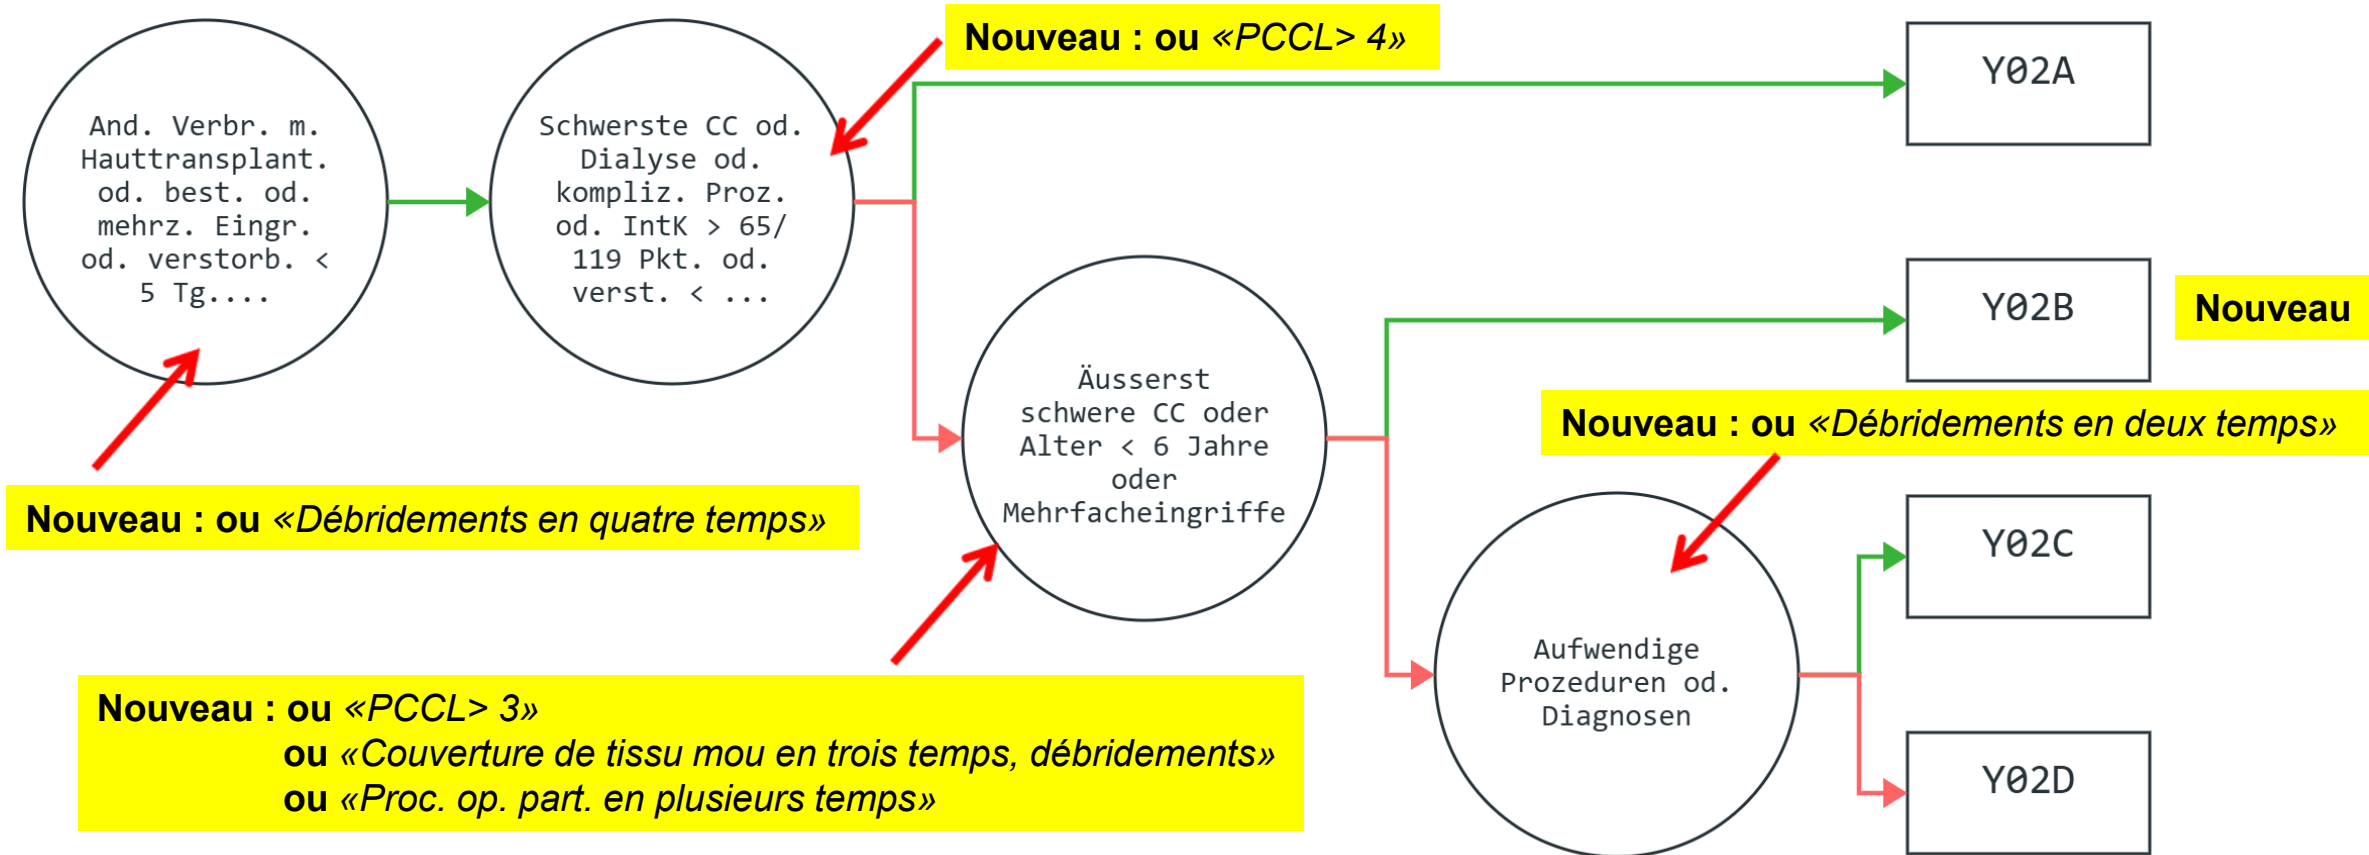 Nouveau : ou «PCCL> 4»
Y02A
And. Verbr. m.
Hauttransplant.
od. best. od.
mehrz. Eingr.
od. verstorb. <
5 Tg....
Schwerste CC od.
Dialyse od.
kompliz. Proz.
od. IntK > 65/
119 Pkt. od.
verst. < ...
Y02B
Nouveau
Äusserst
schwere CC oder
Alter < 6 Jahre
oder
Mehrfacheingriffe
Nouveau : ou «Débridements en deux temps»
Nouveau : ou «Débridements en quatre temps»
Y02C
Aufwendige
Prozeduren od.
Diagnosen
Nouveau : ou «PCCL> 3»
ou «Couverture de tissu mou en trois temps, débridements»
ou «Proc. op. part. en plusieurs temps»
Y02D